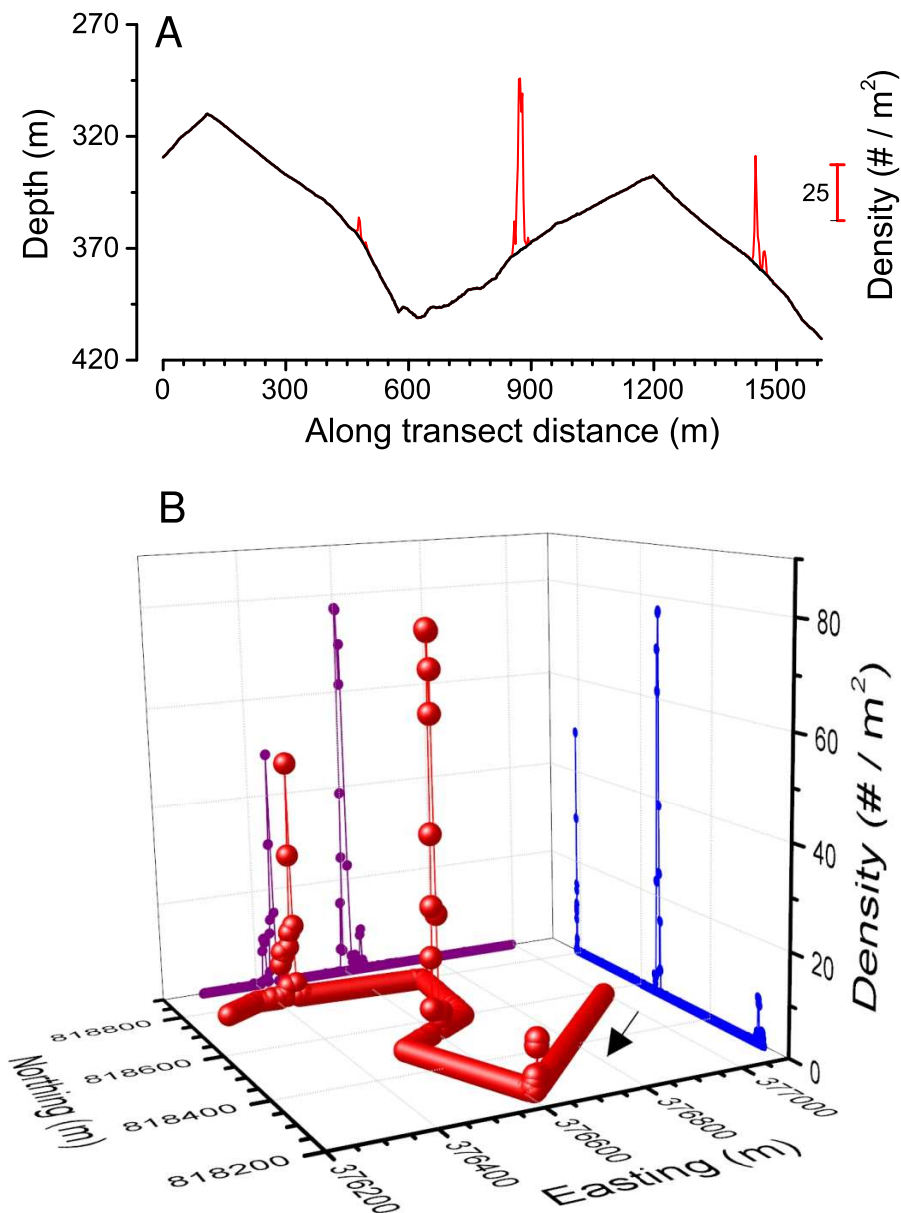 A
270
320
370
420
Depth (m)
25
Density (# / m²)
0 300 600 900 1200 1500
Along transect distance (m)
B
80
60
40
20
0
Density (# / m²)
818800
818600
818400
818200
Northing (m)
376200
376400
376600
376800
377000
Easting (m)